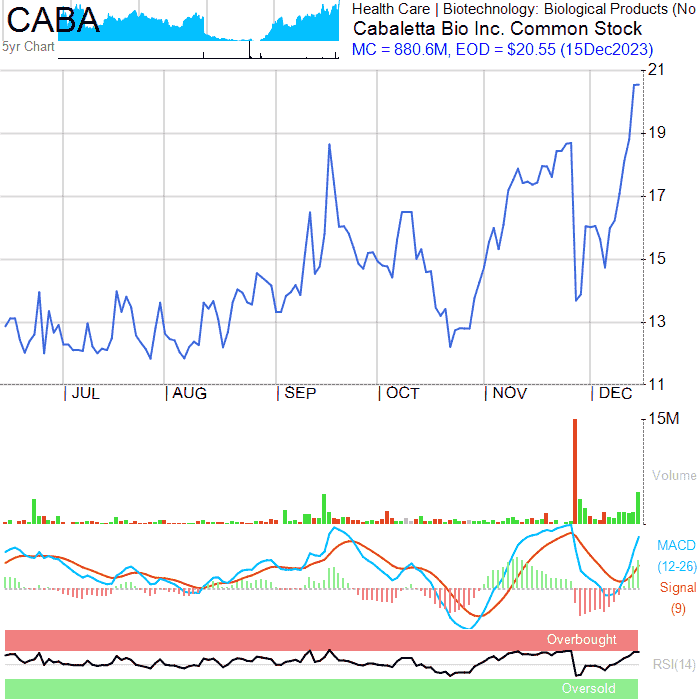 CABA
5yr Chart
Health Care | Biotechnology: Biological Products (No
Cabaletta Bio Inc. Common Stock
MC = 880.6M, EOD = $20.55 (15Dec2023)
21
19
17
15
13
11
| JUL | AUG | SEP | OCT | NOV | DEC
15M
Volume
MACD
(12-26)
Signal
(9)
Overbought
RSI(14)
Oversold